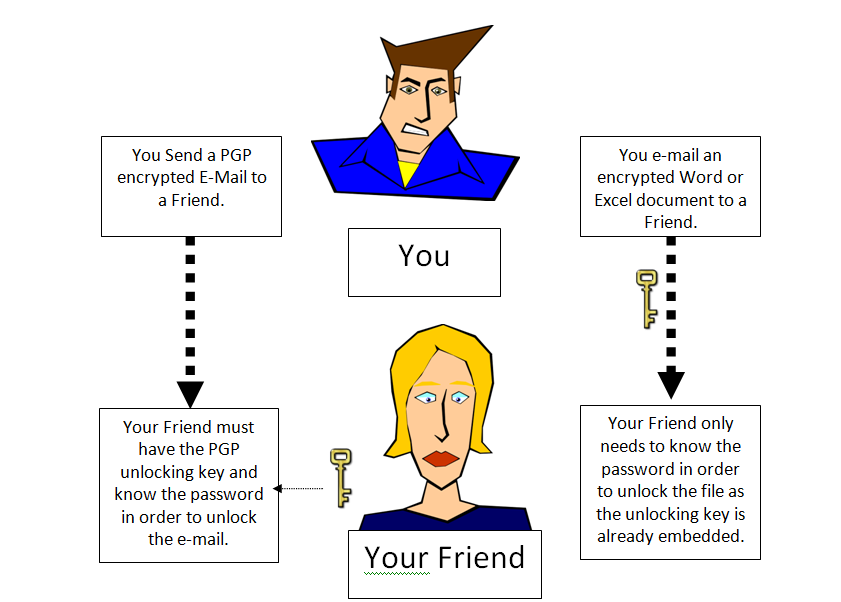 You Send a PGP
encrypted E-Mail to
a Friend.
You e-mail an
encrypted Word or
Excel document to a
Friend.
You
Your Friend must
have the PGP
unlocking key and
know the password
in order to unlock
the e-mail.
Your Friend only
needs to know the
password in order
to unlock the file as
the unlocking key is
already embedded.
Your Friend